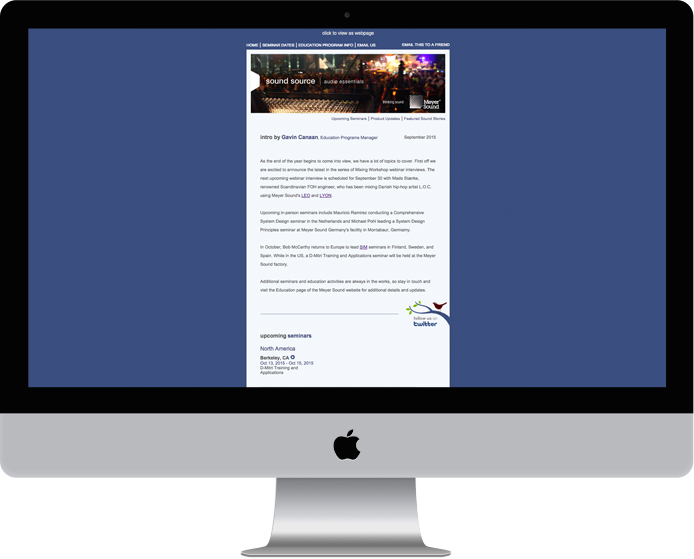 click to view as webpage
HOME | SEMINAR DATES | EDUCATION PROGRAM INFO | EMAIL US EMAIL THIS TO A FRIEND
sound source | audio essentials
thinking sound Meyer Sound
Upcoming Seminars | Product Updates | Featured Sound Stories
intro by Gavin Canaan, Education Programs Manager September 2015
As the end of the year begins to come into view, we have a lot of topics to cover. First off we
are excited to announce the latest in the series of Mixing Workshop webinar interviews. The
next upcoming webinar interview is scheduled for September 30 with Mads Bærke,
renowned Scandinavian FOH engineer, who has been mixing Danish hip-hop artist L.O.C.
using Meyer Sound's LEO and LYON.
Upcoming in-person seminars include Mauricio Ramirez conducting a Comprehensive
System Design seminar in the Netherlands and Michael Pohl leading a System Design
Principles seminar at Meyer Sound Germany's facility in Montabaur, Germany.
In October, Bob McCarthy returns to Europe to lead SIM seminars in Finland, Sweden, and
Spain. While in the US, a D-Mitri Training and Applications seminar will be held at the Meyer
Sound factory.
Additional seminars and education activities are always in the works, so stay in touch and
visit the Education page of the Meyer Sound website for additional details and updates.
follow us on
twitter
upcoming seminars
North America
Berkeley, CA
Oct 13, 2015 - Oct 15, 2015
D-Mitri Training and
Applications